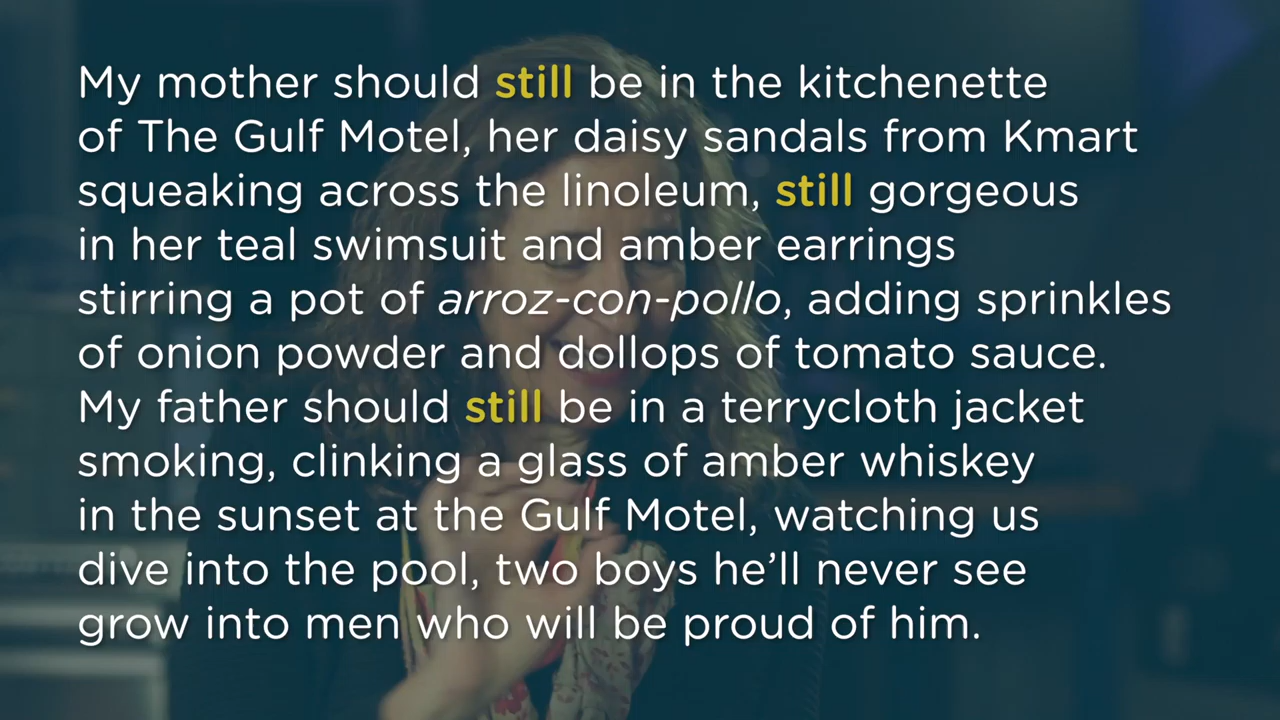 My mother should still be in the kitchenette
of The Gulf Motel, her daisy sandals from Kmart
squeaking across the linoleum, still gorgeous
in her teal swimsuit and amber earrings
stirring a pot of arroz-con-pollo, adding sprinkles
of onion powder and dollops of tomato sauce.
My father should still be in a terrycloth jacket
smoking, clinking a glass of amber whiskey
in the sunset at the Gulf Motel, watching us
dive into the pool, two boys he’ll never see
grow into men who will be proud of him.